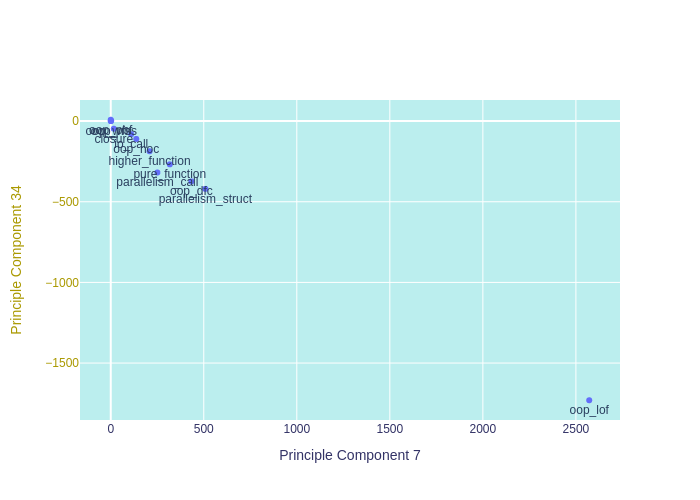 0
closure
io_call
oop_noc
higher_function
pure_function
parallelism_call
oop_dfc
parallelism_struct
−500
−1000
−1500
oop_lof
0
500
1000
1500
2000
2500
Principle Component 7
Principle Component 34